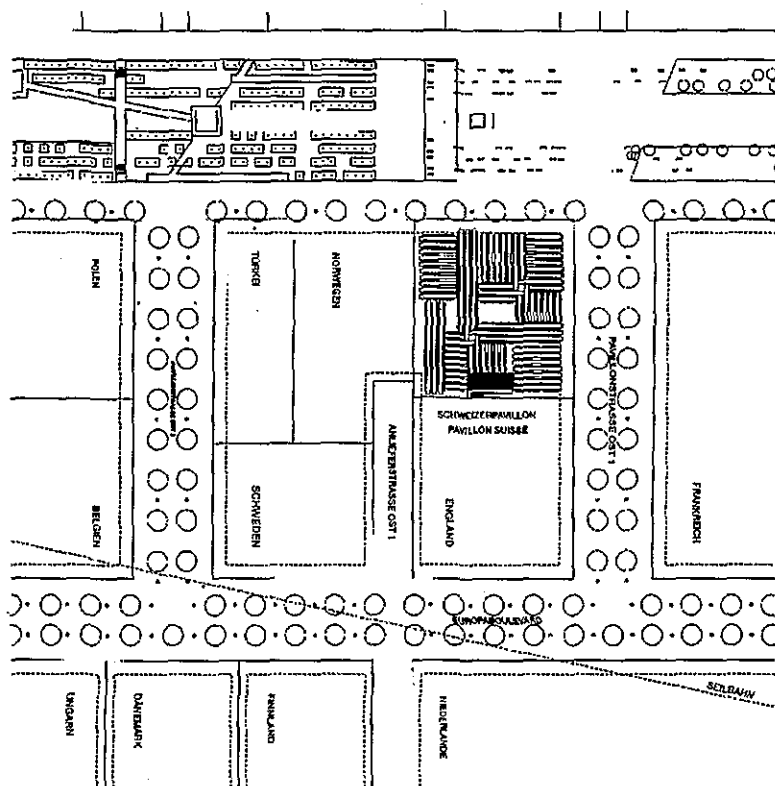 POLEN
TÜRKEI
NORWEGEN
PAVILLONSTRASSE OST 1
SCHWEIZERPAVILLON
PAVILLON SUISSE
ANLIEFERSTRASSE OST 1
BELGIEN
SCHWEDEN
ENGLAND
FRANKREICH
EUROPABOULEVARD
SEILBAHN
UNGARN
DÄNEMARK
FINNLAND
NIEDERLANDE